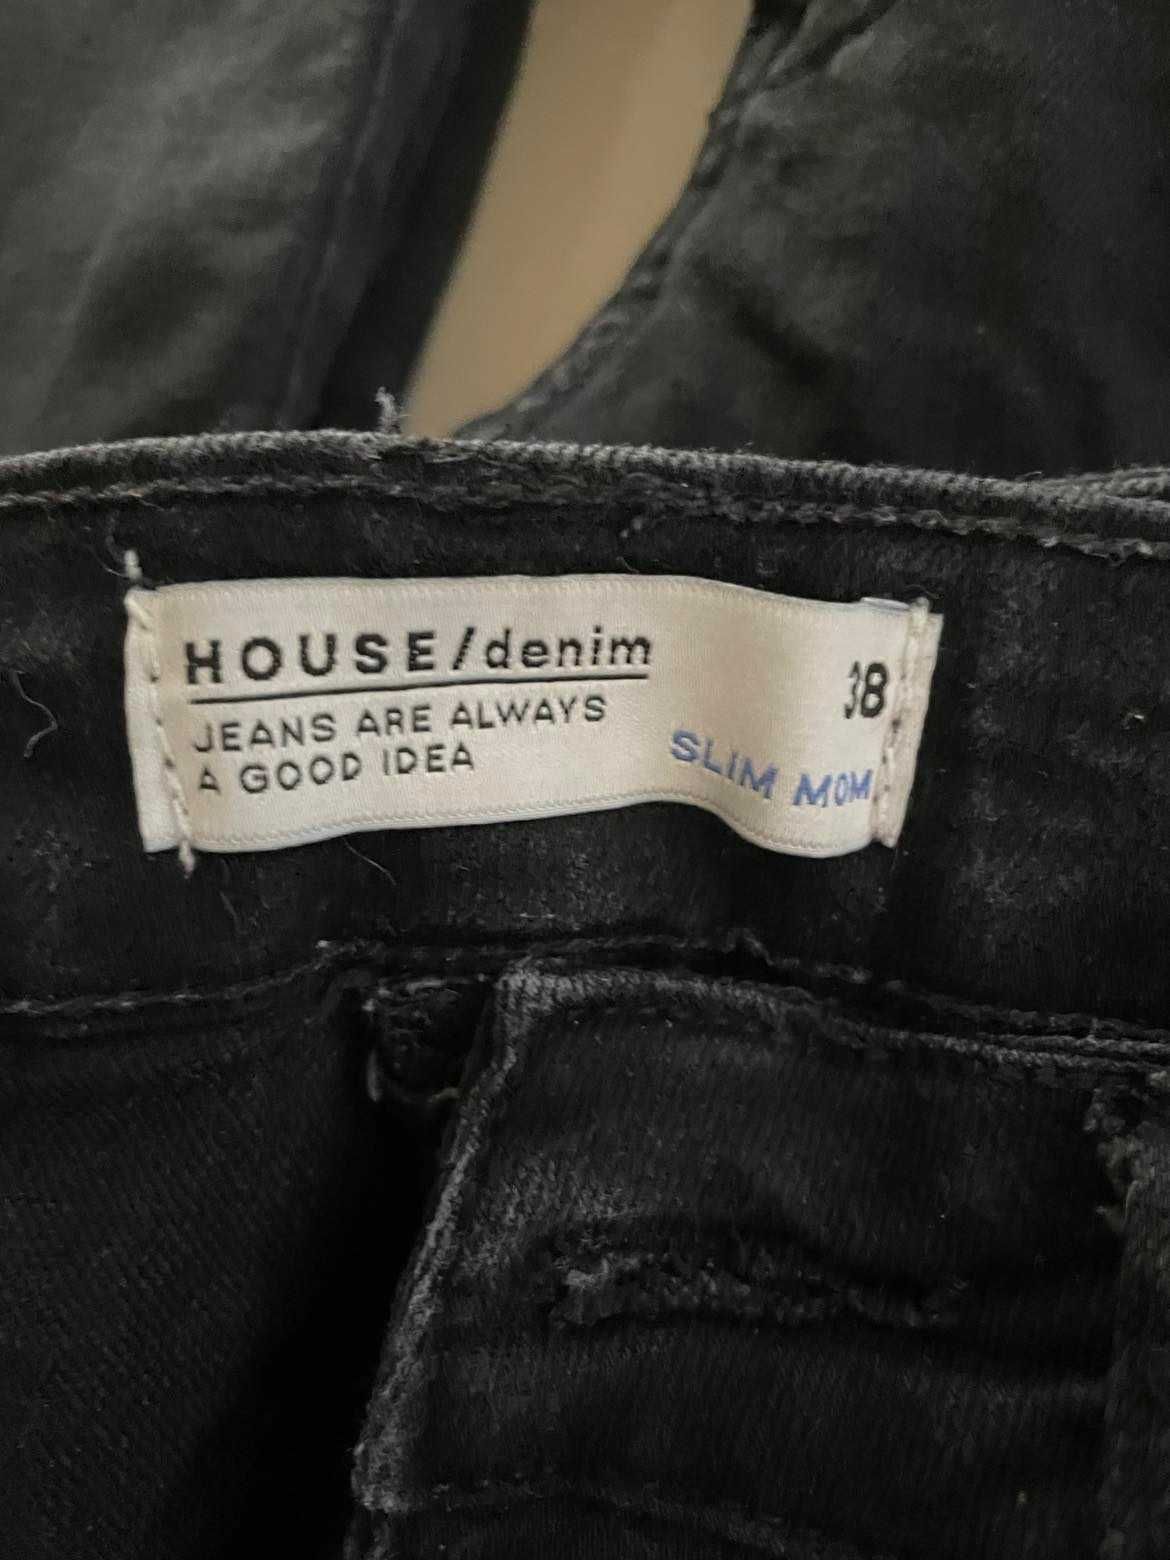 HOUSE/denim
JEANS ARE ALWAYS
A GOOD IDEA
38
SLIM MOM